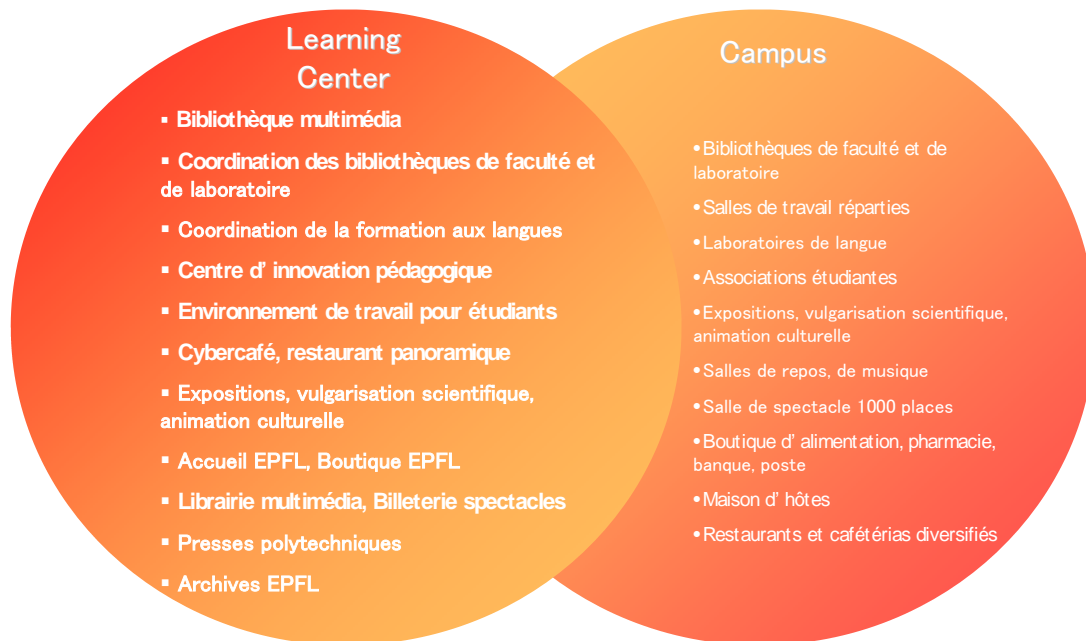 Learning
Center
▪ Bibliothèque multimédia
▪ Coordination des bibliothèques de faculté et
de laboratoire
▪ Coordination de la formation aux langues
▪ Centre d’ innovation pédagogique
▪ Environnement de travail pour étudiants
▪ Cybercafé, restaurant panoramique
▪ Expositions, vulgarisation scientifique,
animation culturelle
▪ Accueil EPFL, Boutique EPFL
▪ Librairie multimédia, Billeterie spectacles
▪ Presses polytechniques
▪ Archives EPFL
Campus
•Bibliothèques de faculté et de
laboratoire
•Salles de travail réparties
•Laboratoires de langue
•Associations étudiantes
•Expositions, vulgarisation scientifique,
animation culturelle
•Salles de repos, de musique
•Salle de spectacle 1000 places
•Boutique d’ alimentation, pharmacie,
banque, poste
•Maison d’ hôtes
•Restaurants et cafétérias diversifiés